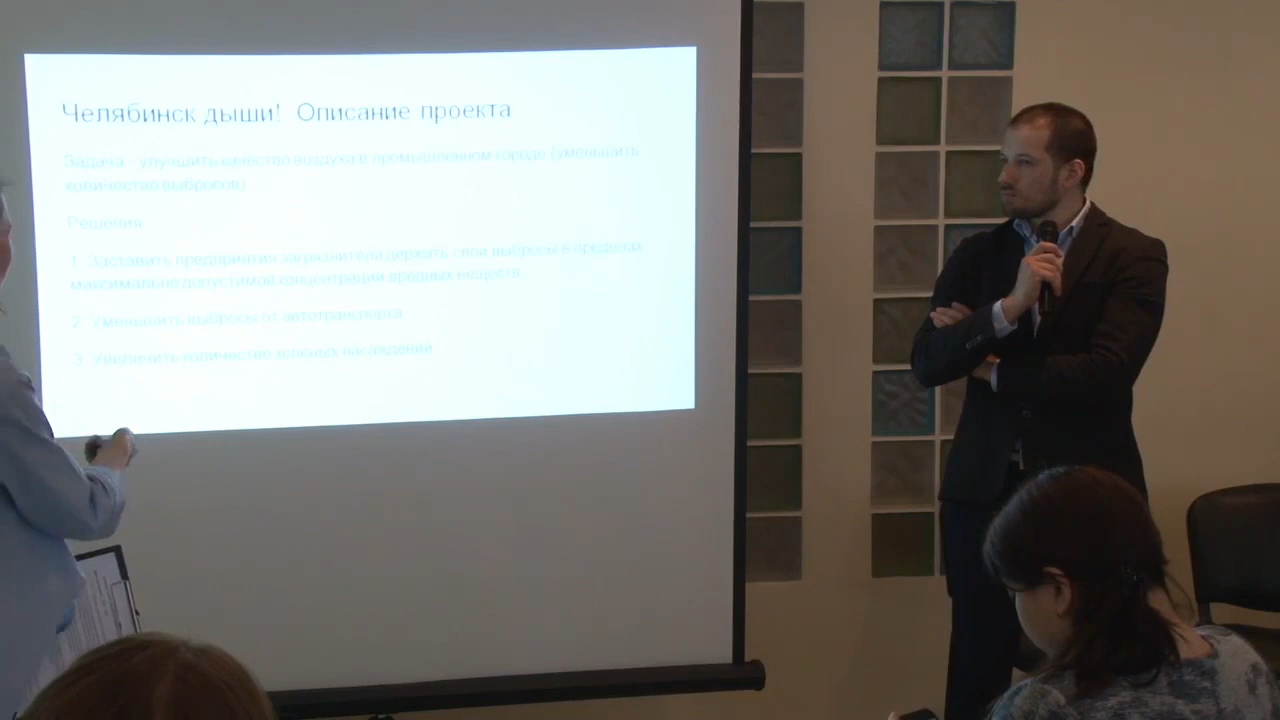 Челябинск дыши! Описание проекта
Задача - улучшить качество воздуха в промышленном городе (уменьшить
количество выбросов)
Решения
1. Заставить предприятия загрязнители держать свои выбросы в пределах
максимально допустимой концентрации вредных веществ.
2. Уменьшить выбросы от автотранспорта.
3. Увеличить количество зеленых насаждений